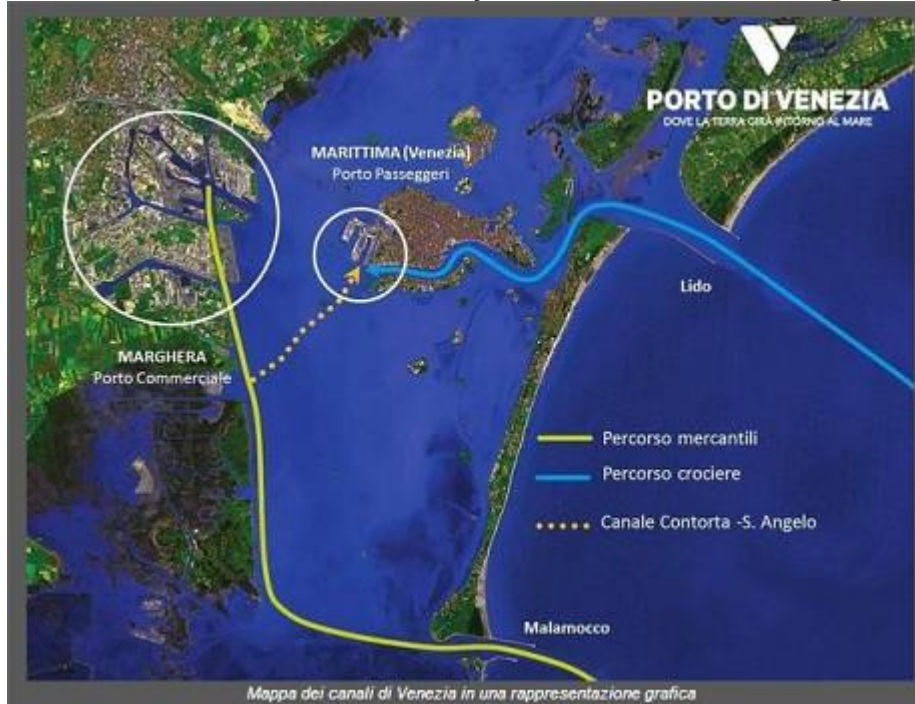 PORTO DI VENEZIA
DOVE LA TERRA GIRA INTORNO AL MARE
MARITTIMA (Venezia)
Porto Passeggeri
Lido
MARGHERA
Porto Commerciale
Percorso mercantili
Percorso crociere
Canale Contorta -S. Angelo
Malamocco
Mappa dei canali di Venezia in una rappresentazione grafica